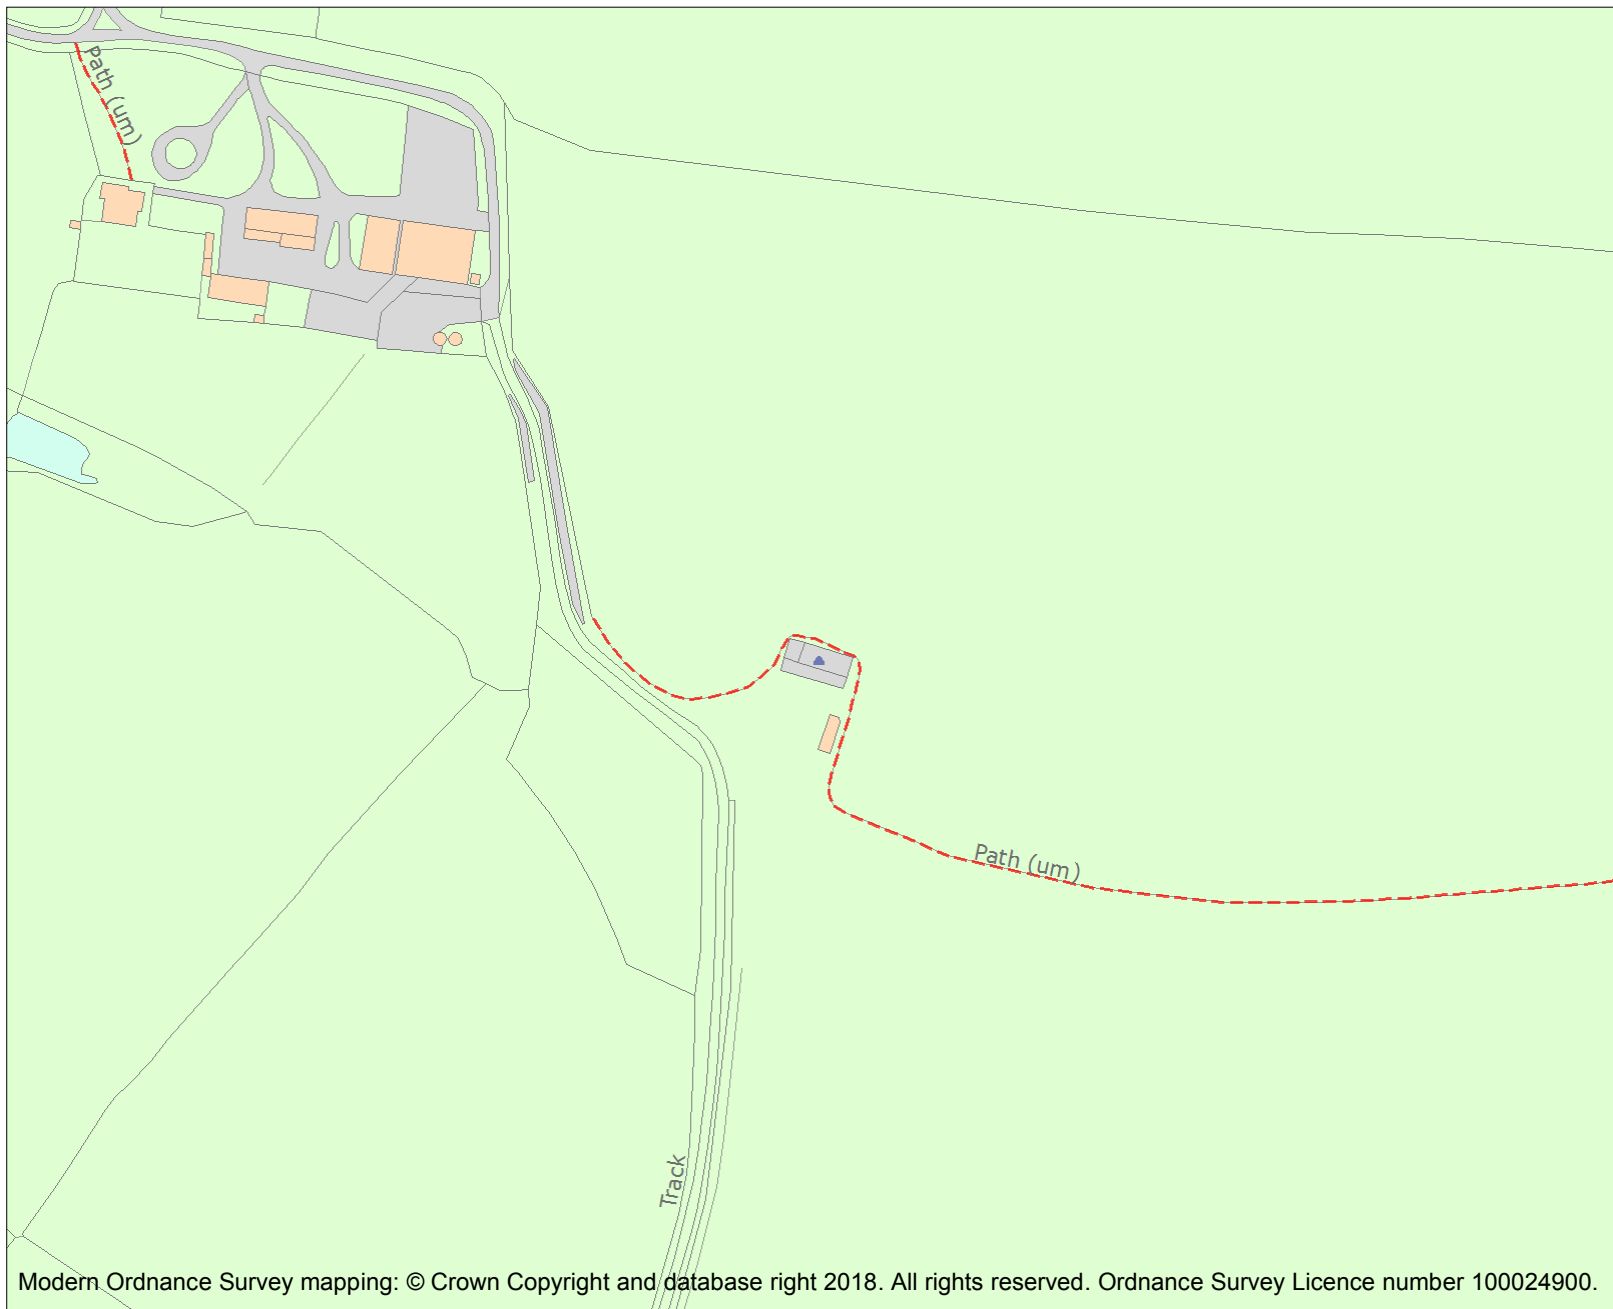 Path (um)
Path (um)
Track
Modern Ordnance Survey mapping: © Crown Copyright and database right 2018. All rights reserved. Ordnance Survey Licence number 100024900.